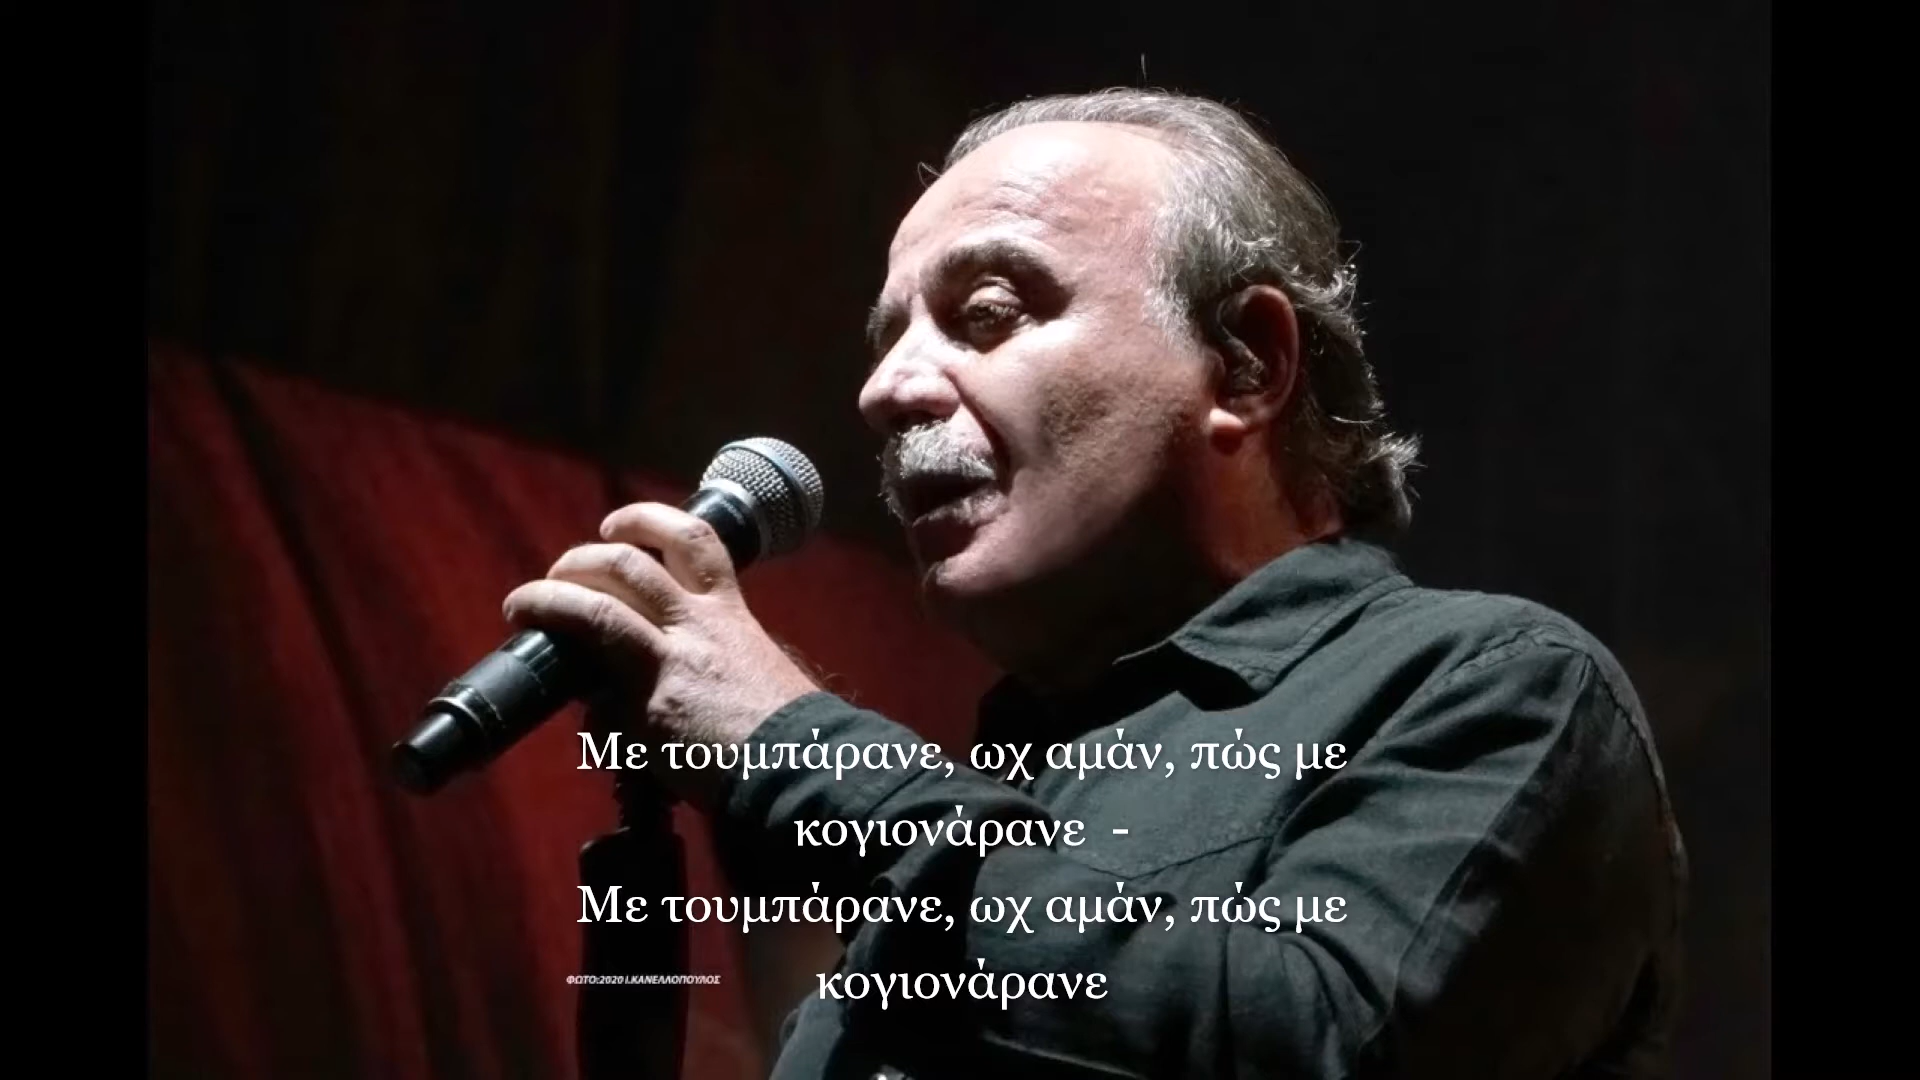 Με τουμπάρανε, ωχ αμάν, πώς με
κογιονάρανε -
Με τουμπάρανε, ωχ αμάν, πώς με
κογιονάρανε
ΦΩΤΟ:2020 Ι.ΚΑΝΕΛΛΟΠΟΥΛΟΣ